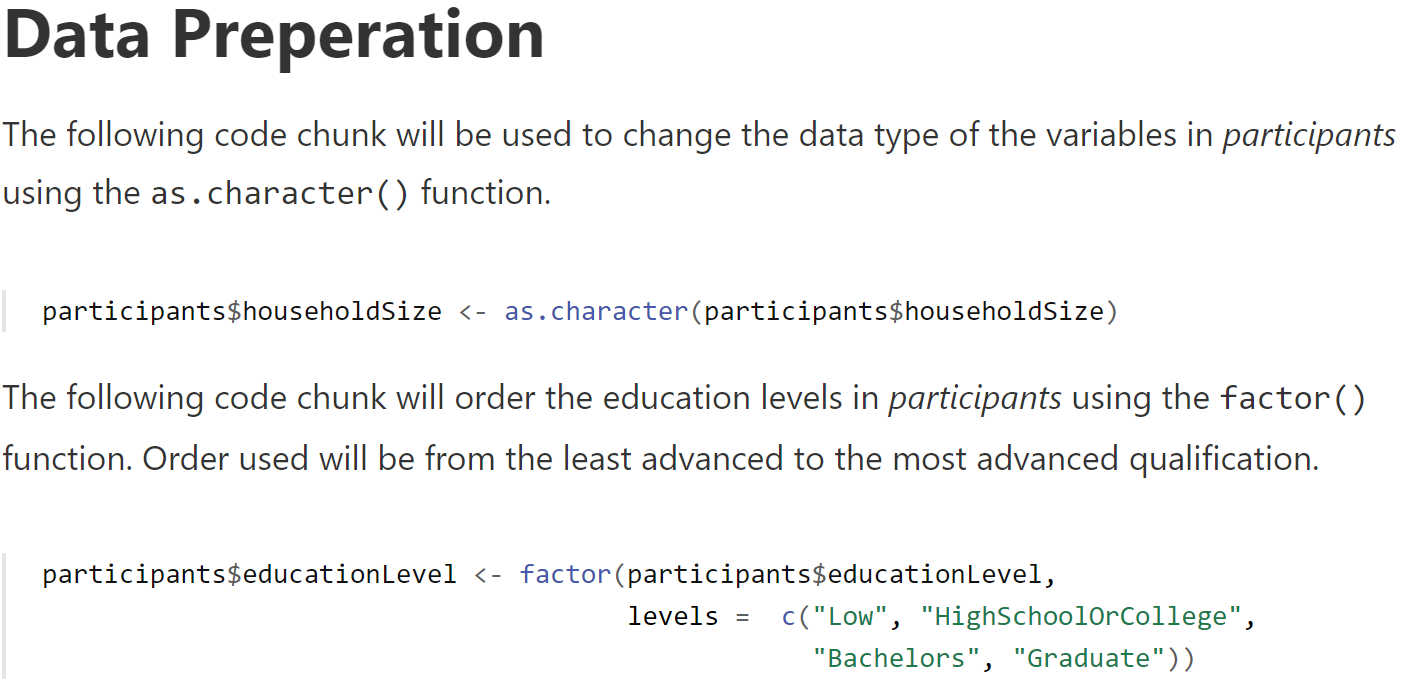 Data Preperation
The following code chunk will be used to change the data type of the variables in participants
using the as.character() function.
participants$householdSize <- as.character(participants$householdSize)
The following code chunk will order the education levels in participants using the factor()
function. Order used will be from the least advanced to the most advanced qualification.
participants$educationLevel <- factor(participants$educationLevel,
levels =  c("Low", "HighSchoolOrCollege",
"Bachelors", "Graduate"))